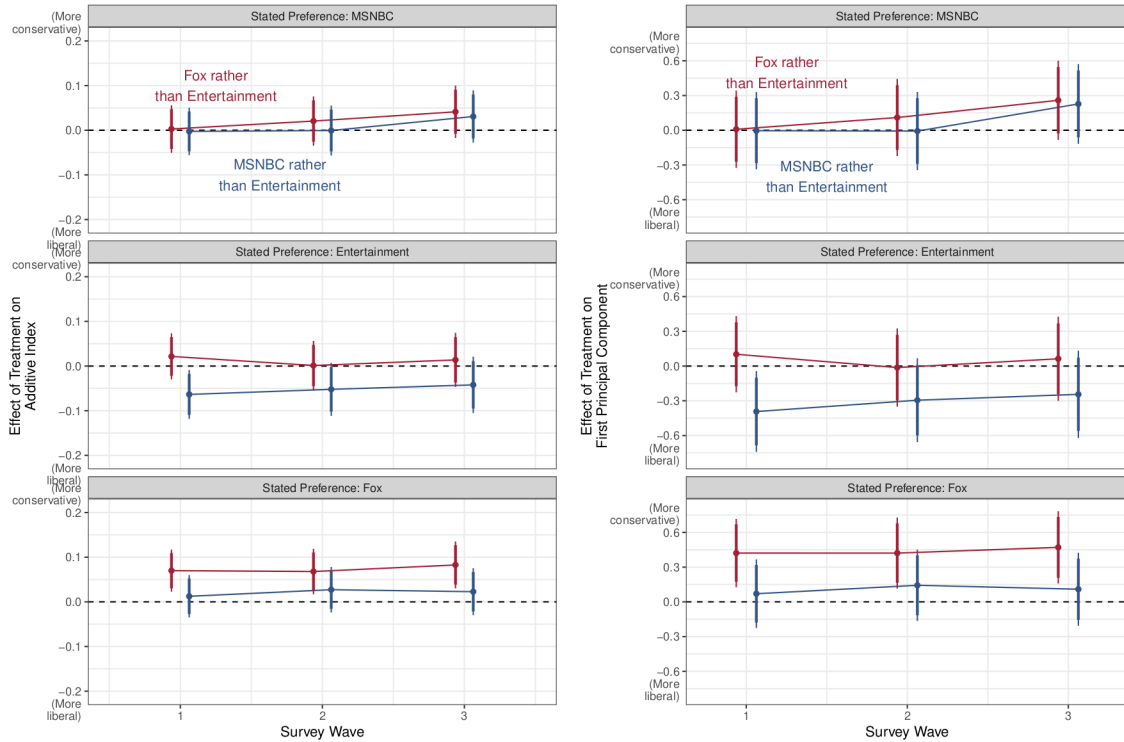 Stated Preference: MSNBC
(More
conservative)
0.2
0.1
0.0
−0.1
−0.2
(More
liberal)
Fox rather
than Entertainment
MSNBC rather
than Entertainment
Stated Preference: Entertainment
(More
conservative)
0.2
0.1
0.0
−0.1
−0.2
(More
liberal)
Stated Preference: Fox
(More
conservative)
0.2
0.1
0.0
−0.1
−0.2
(More
liberal)
Effect of Treatment on
Additive Index
1 2 3
Survey Wave
Stated Preference: MSNBC
(More
conservative)
0.6
0.3
0.0
−0.3
−0.6
(More
liberal)
Fox rather
than Entertainment
MSNBC rather
than Entertainment
Stated Preference: Entertainment
(More
conservative)
0.6
0.3
0.0
−0.3
−0.6
(More
liberal)
Stated Preference: Fox
(More
conservative)
0.6
0.3
0.0
−0.3
−0.6
(More
liberal)
Effect of Treatment on
First Principal Component
1 2 3
Survey Wave